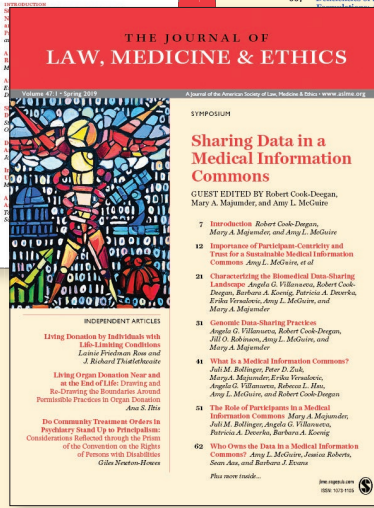 INTRODUCTION
THE JOURNAL OF
LAW, MEDICINE & ETHICS
Volume 47:1 • Spring 2019
A Journal of the American Society of Law, Medicine & Ethics • www.aslme.org
SYMPOSIUM
Sharing Data in a
Medical Information
Commons
GUEST EDITED BY Robert Cook-Deegan,
Mary A. Majumder, and Amy L. McGuire
7 Introduction Robert Cook-Deegan,
Mary A. Majumder, and Amy L. McGuire
12 Importance of Participant-Centricity and
Trust for a Sustainable Medical Information
Commons Amy L. McGuire, et al
21 Characterizing the Biomedical Data-Sharing
Landscape Angela G. Villanueva, Robert Cook-
Deegan, Barbara A. Koenig, Patricia A. Deverka,
Erika Versalovic, Amy L. McGuire, and
Mary A. Majumder
31 Genomic Data-Sharing Practices
Angela G. Villanueva, Robert Cook-Deegan,
Jill O. Robinson, Amy L. McGuire, and
Mary A. Majumder
41 What Is a Medical Information Commons?
Juli M. Bollinger, Peter D. Zuk,
Mary A. Majumder, Erika Versalovic,
Angela G. Villanueva, Rebecca L. Hsu,
Amy L. McGuire, and Robert Cook-Deegan
51 The Role of Participants in a Medical
Information Commons Mary A. Majumder,
Juli M. Bollinger, Angela G. Villanueva,
Patricia A. Deverka, Barbara A. Koenig
62 Who Owns the Data in a Medical Information
Commons? Amy L. McGuire, Jessica Roberts,
Sean Aas, and Barbara J. Evans
Plus more inside...
INDEPENDENT ARTICLES
Living Donation by Individuals with
Life-Limiting Conditions
Lainie Friedman Ross and
J. Richard Thistlethwaite
Living Organ Donation Near and
at the End of Life: Drawing and
Re-Drawing the Boundaries Around
Permissible Practices in Organ Donation
Ana S. Iltis
Do Community Treatment Orders in
Psychiatry Stand Up to Principalism:
Considerations Reflected through the Prism
of the Convention on the Rights
of Persons with Disabilities
Giles Newton-Howes
jlme.sagepub.com
ISSN: 1073-1105